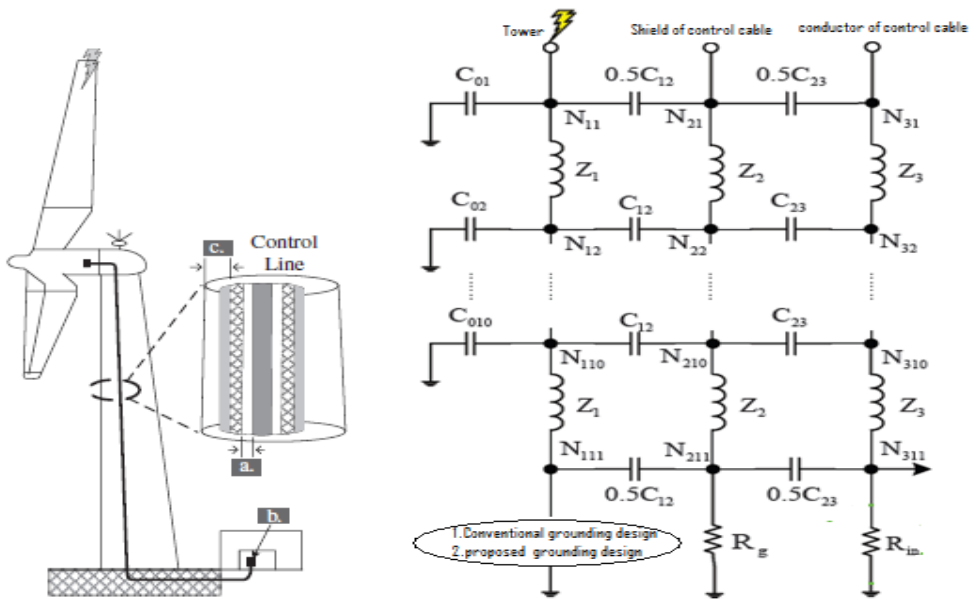 Control
Line
c.
a.
b.
Tower
Shield of control cable
conductor of control cable
C01
0.5C12
0.5C23
N11
N21
N31
Z1
Z2
Z3
C02
C12
C23
N12
N22
N32
C010
C12
C23
N110
N210
N310
Z1
Z2
Z3
N111
N211
N311
0.5C12
0.5C23
1.Conventional grounding design
2.proposed grounding design
Rg
Rin